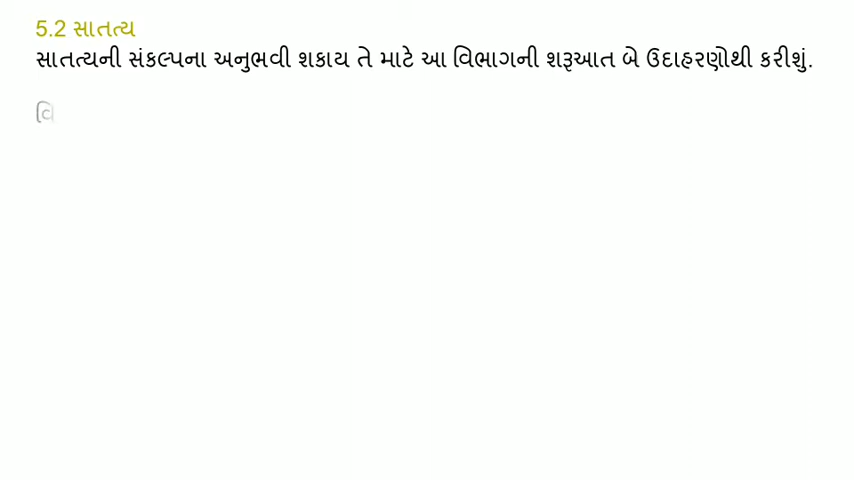 5.2 સાતત્ય
સાતત્યની સંકલ્પના અનુભવી શકાય તે માટે આ વિભાગની શરૂઆત બે ઉદાહરણોથી કરીશું.
વિ